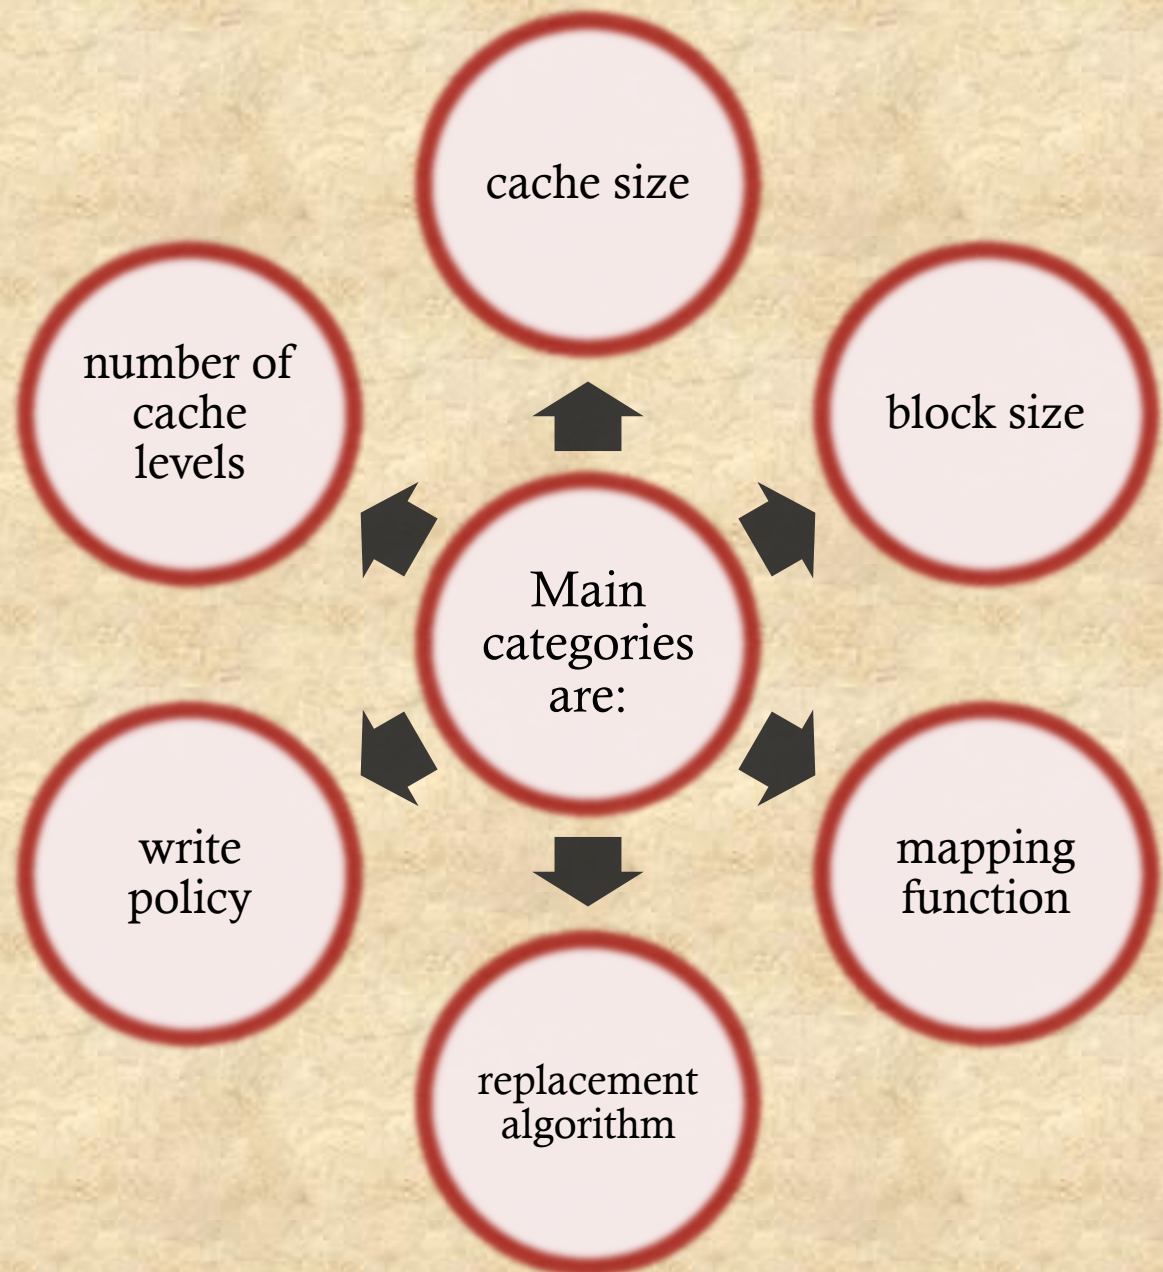 cache size
number of
cache
levels
block size
Main
categories
are:
write
policy
mapping
function
replacement
algorithm